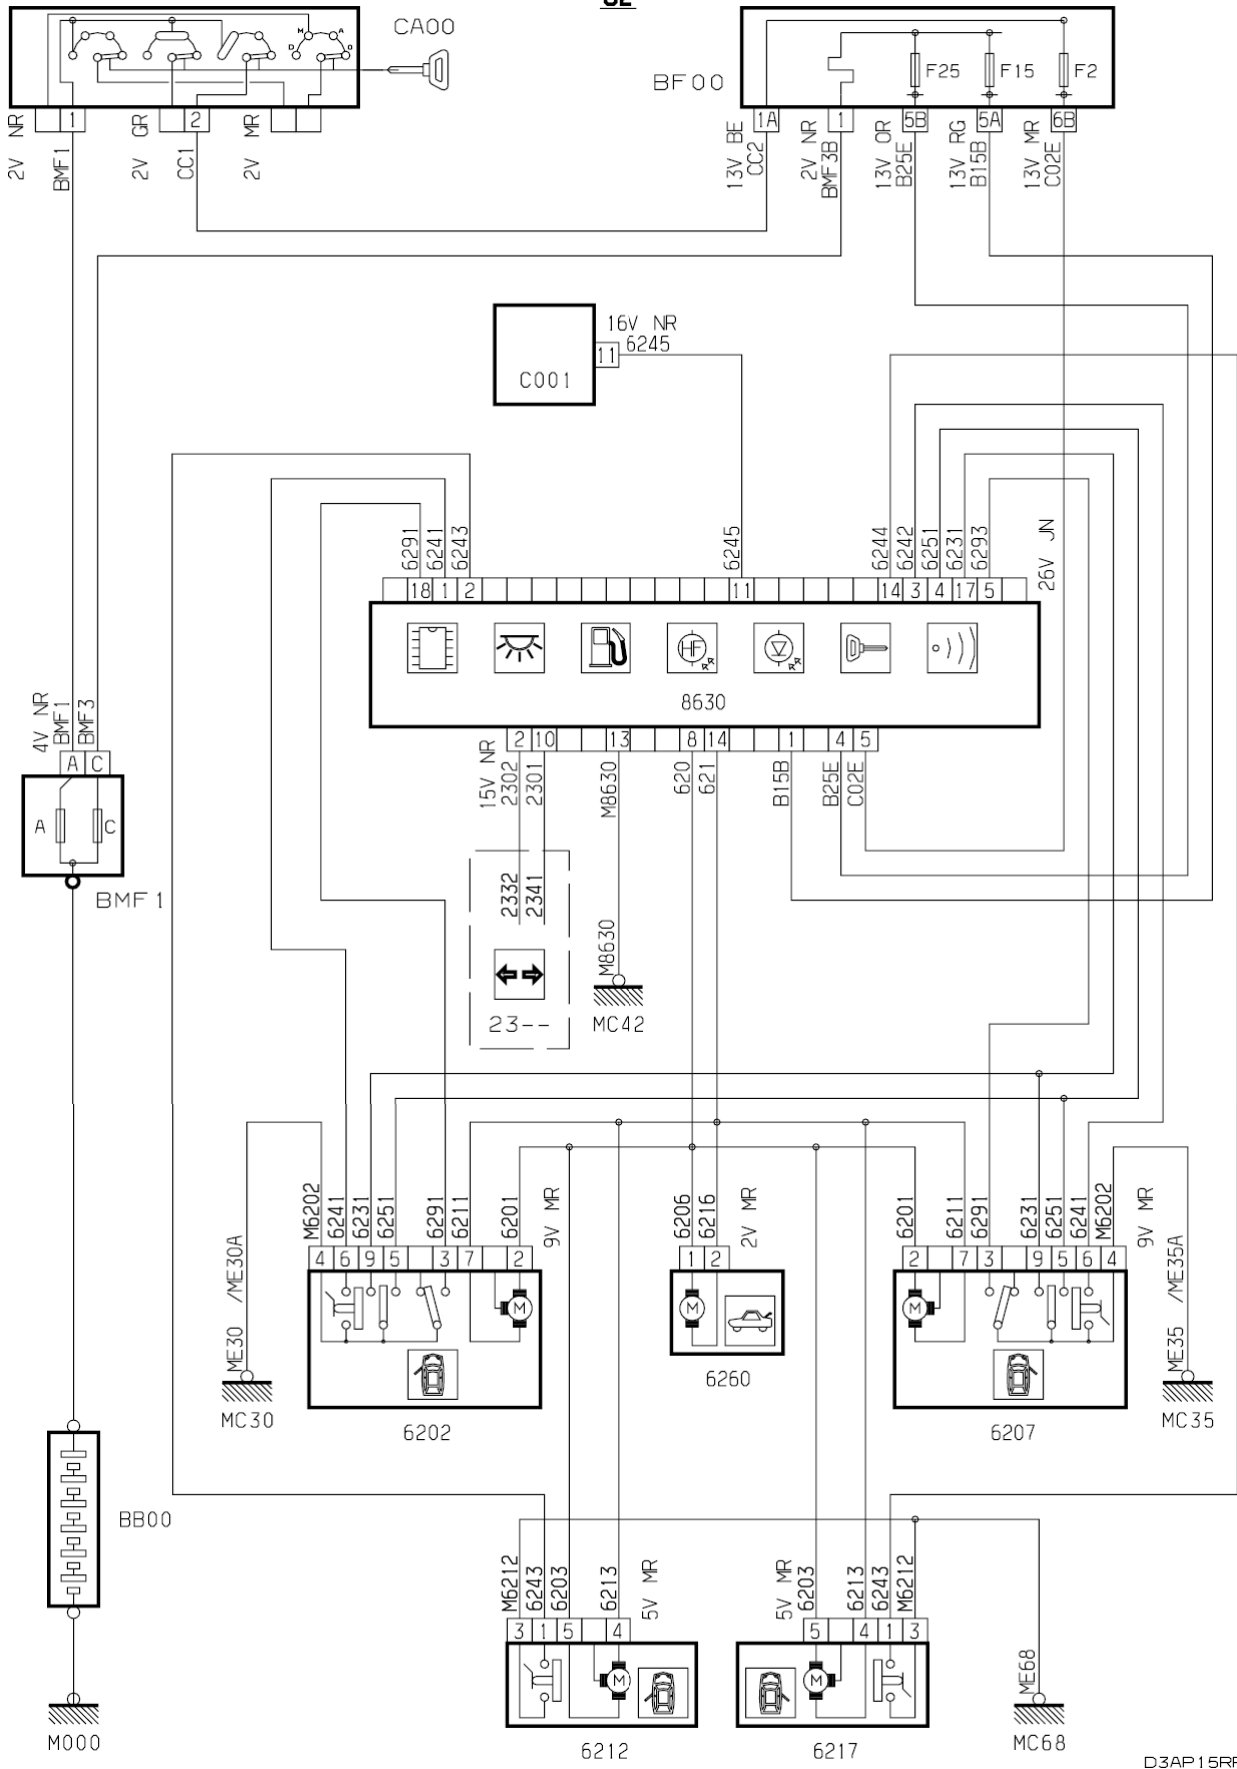 CA00
M
A
D
D
BF00
F25
F15
F2
1
2
1A
1
5B
5A
6B
2V NR
BMF1
2V GR
CC1
2V MR
13V BE
CC2
2V NR
BMF3B
13V OR
B25E
13V RG
B15B
13V MR
C02E
16V NR
6245
11
C001
6291
6241
6243
6245
6244
6242
6251
6231
6293
26V JN
18 1 2 11 14 3 4 17 5
HF
8630
2 10 13 8 14 1 4 5
15V NR
2302
2301
M8630
620
621
B15B
B25E
C02E
4V NR
BMF1
BMF3
A C
A
C
BMF1
2332
2341
23--
M8630
MC42
M6202
6241
6231
6251
6291
6211
6201
9V MR
6206
6216
2V MR
6201
6211
6291
6231
6251
6241
M6202
9V MR
4 6 9 5 3 7 2
1 2
2 7 3 9 5 6 4
ME30 /ME30A
MC30
M
M
M
6202
6260
6207
ME35 /ME35A
MC35
BB00
M000
M6212
6243
6203
6213
5V MR
5V MR
6203
6213
6243
M6212
3 1 5 4
5 4 1 3
M
M
6212
6217
ME68
MC68